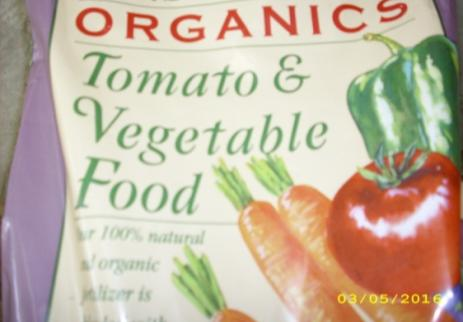 ORGANICS
Tomato &
Vegetable
Food
100% natural
organic
is
03/05/2016